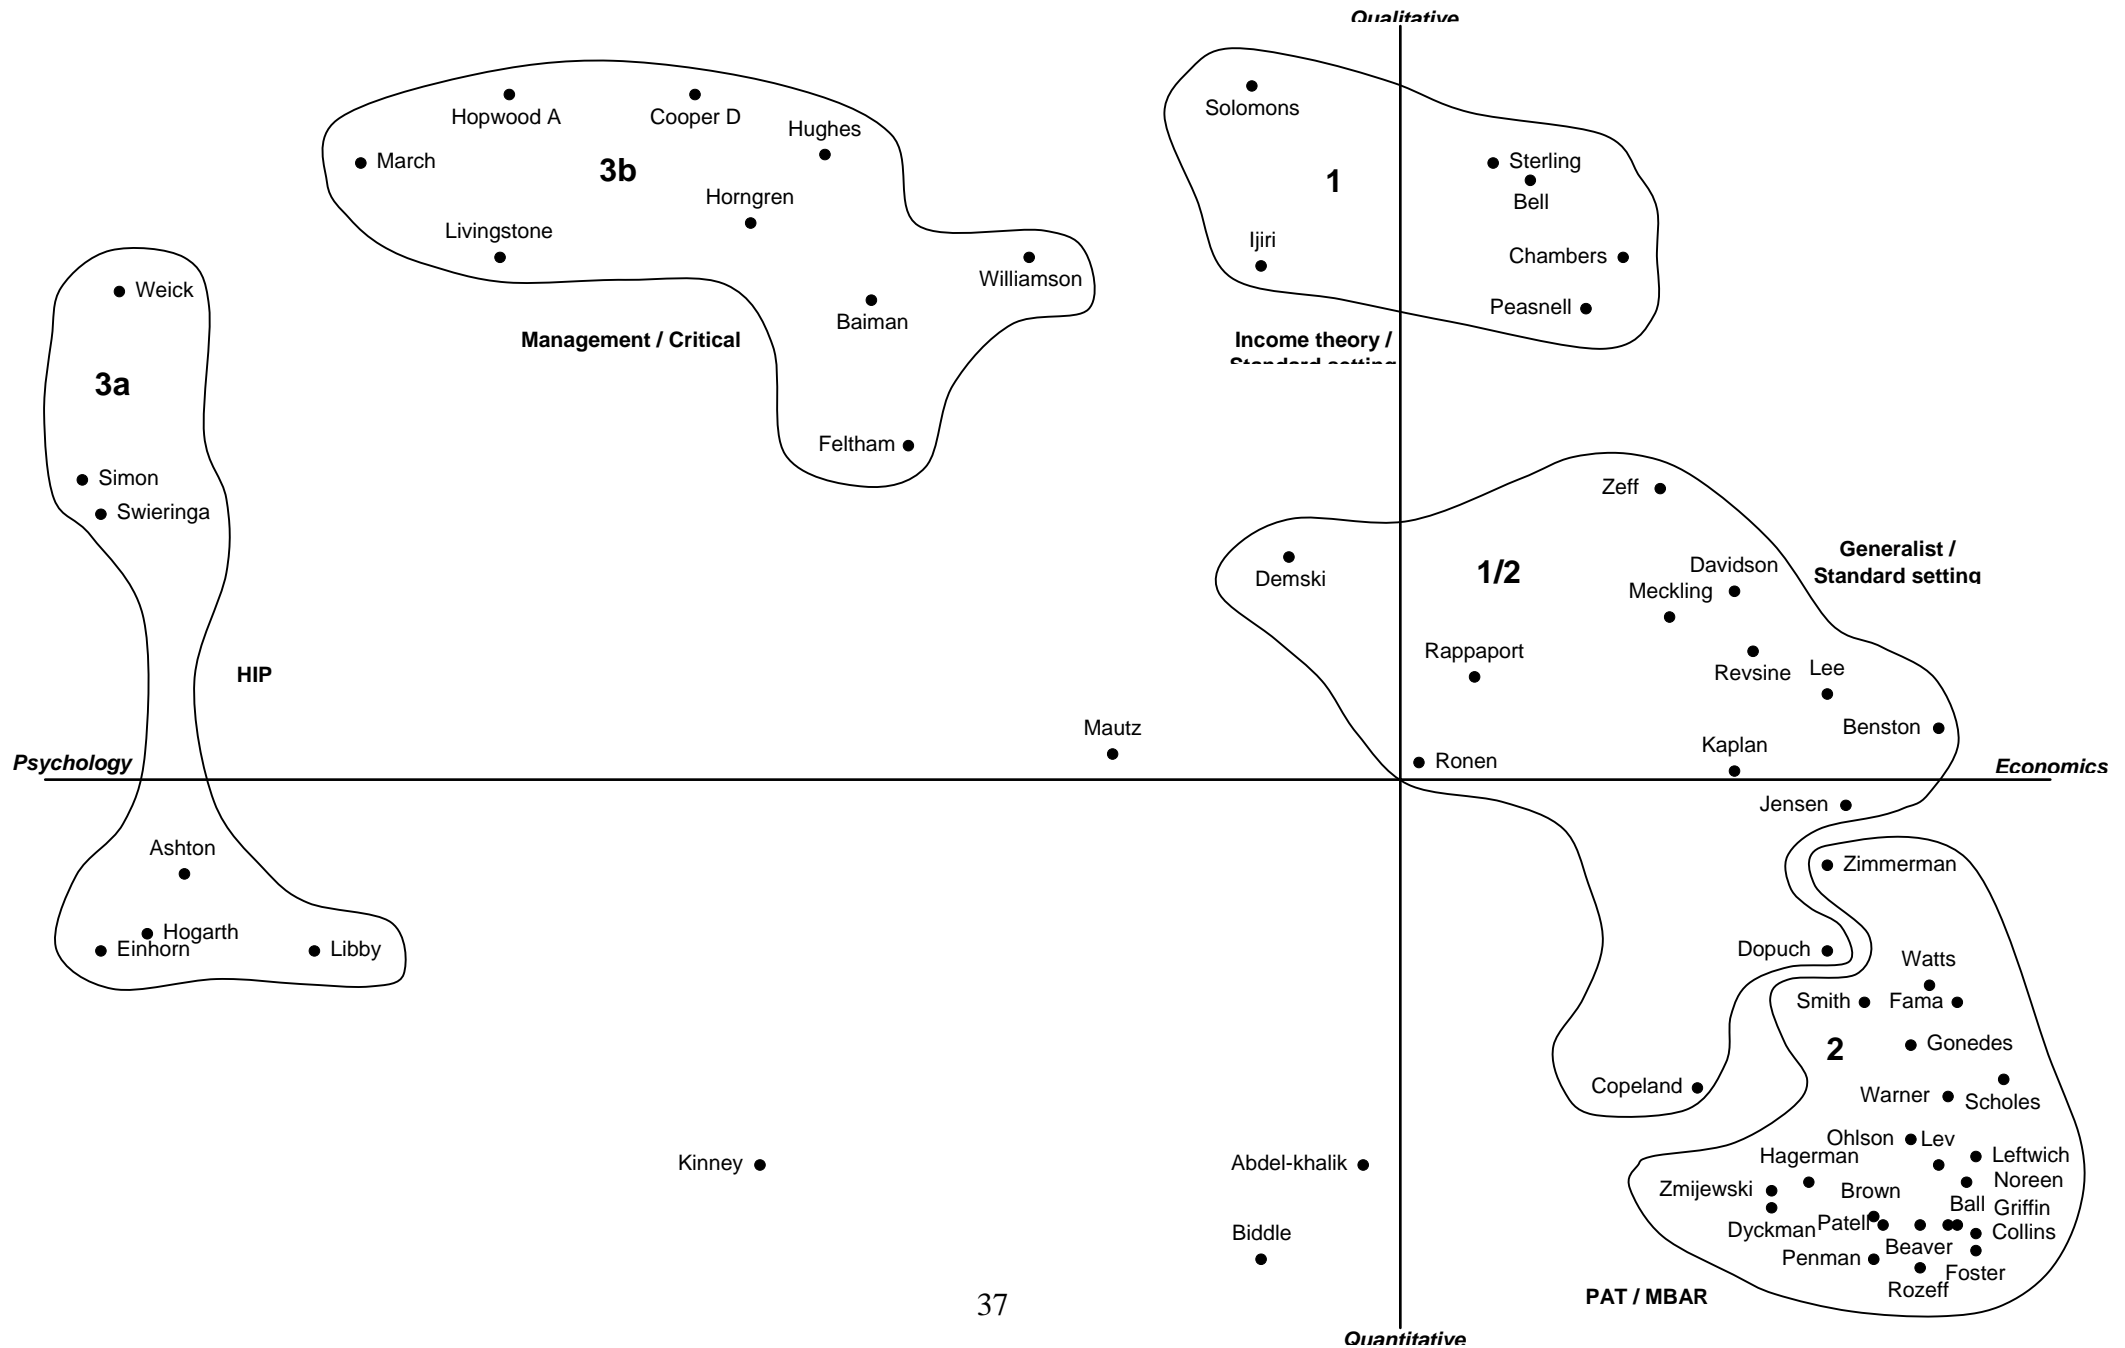 Qualitative
Solomons
Hopwood A
Cooper D
Hughes
March
3b
1
Sterling
Bell
Horngren
Livingstone
Ijiri
Chambers
Williamson
Weick
Baiman
Peasnell
Management / Critical
Income theory /
Standard setting
3a
Feltham
Simon
Swieringa
Zeff
Demski
1/2
Davidson
Meckling
Generalist /
Standard setting
Rappaport
Revsine
Lee
HIP
Mautz
Benston
Kaplan
Ronen
Psychology
Economics
Jensen
Ashton
Zimmerman
Hogarth
Einhorn
Libby
Dopuch
Watts
Smith
Fama
2
Gonedes
Copeland
Warner
Scholes
Ohlson
Lev
Hagerman
Leftwich
Kinney
Abdel-khalik
Zmijewski
Brown
Noreen
Ball
Griffin
Dyckman
Patell
Collins
Biddle
Beaver
Penman
Foster
Rozeff
PAT / MBAR
37
Quantitative